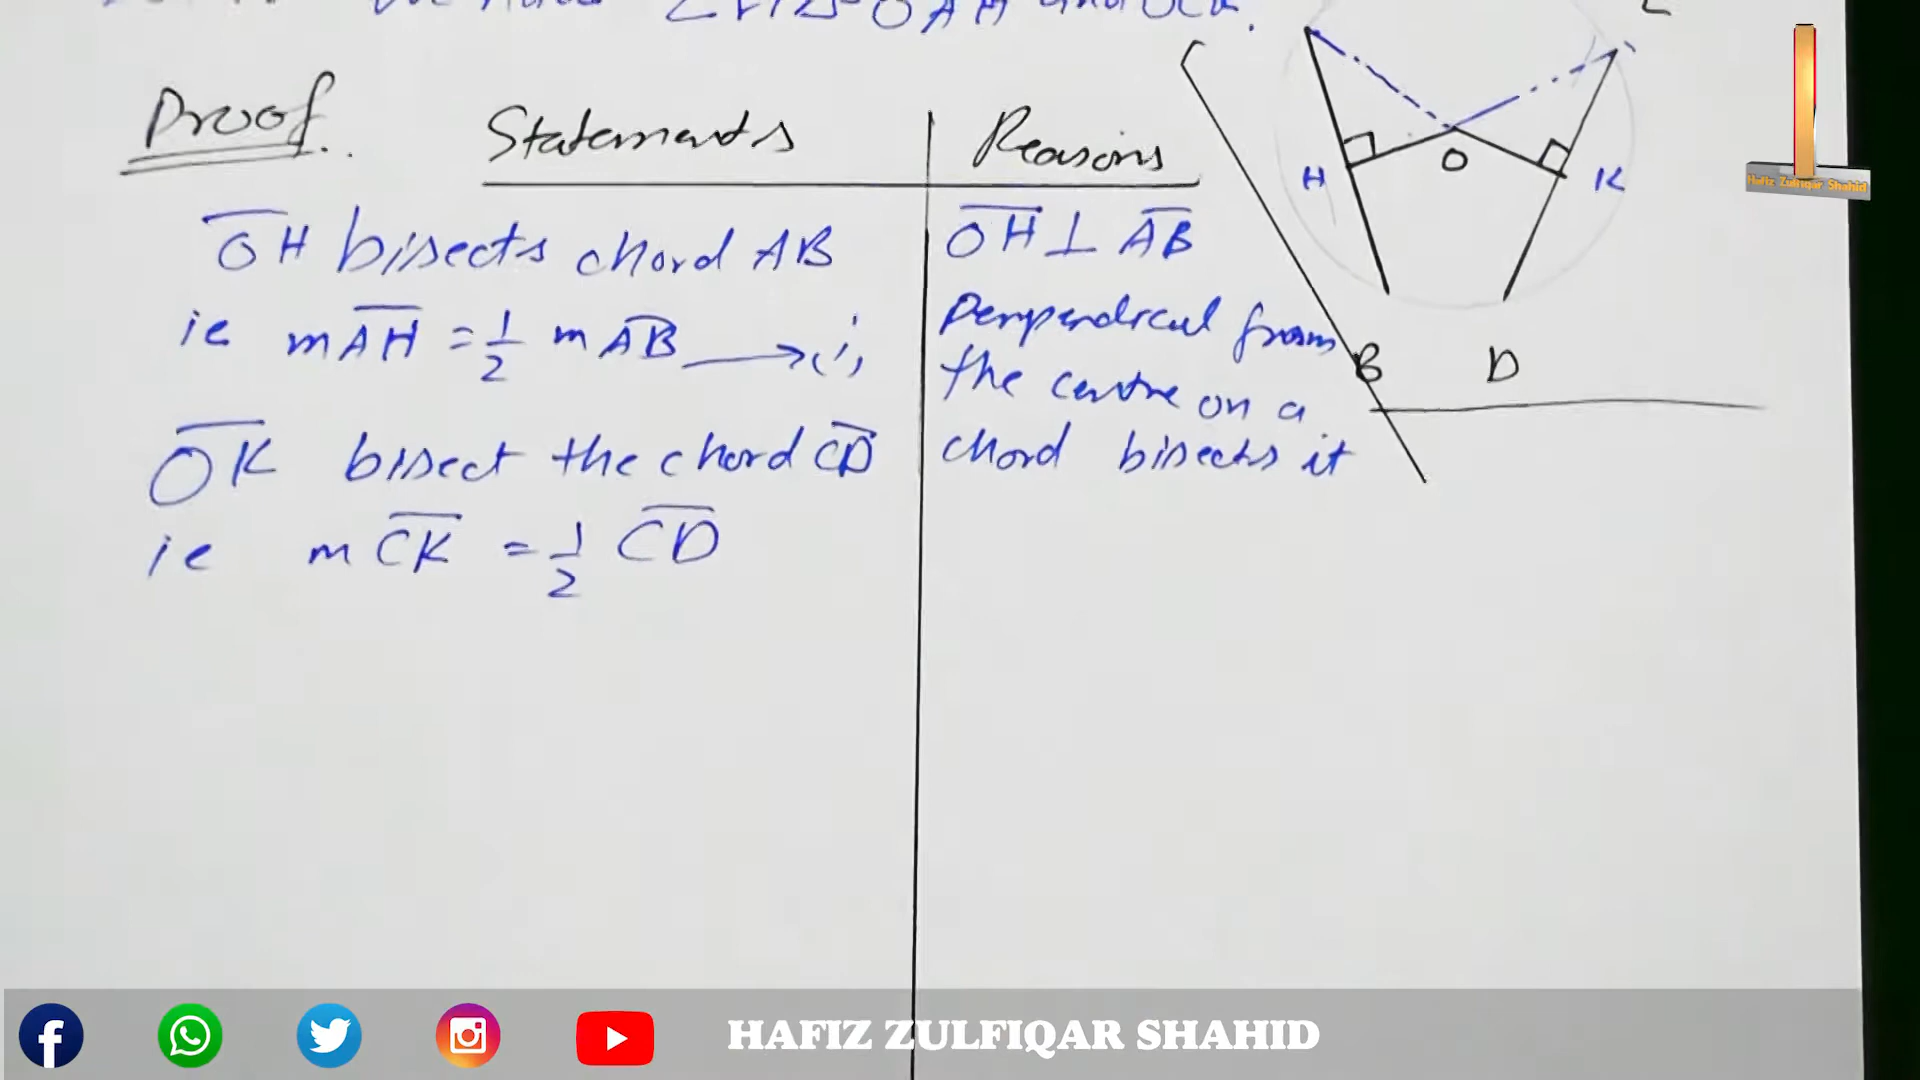 Proof.. Statements Reasons
OH bisects chord AB
ie mAH = 1/2 mAB → (i)
OK bisect the chord CD
ie mCK = 1/2 CD
OH ⊥ AB
Perpendical from
the centre on a
chord bisects it
H O K
B D
Hafiz Zulfiqar Shahid
HAFIZ ZULFIQAR SHAHID